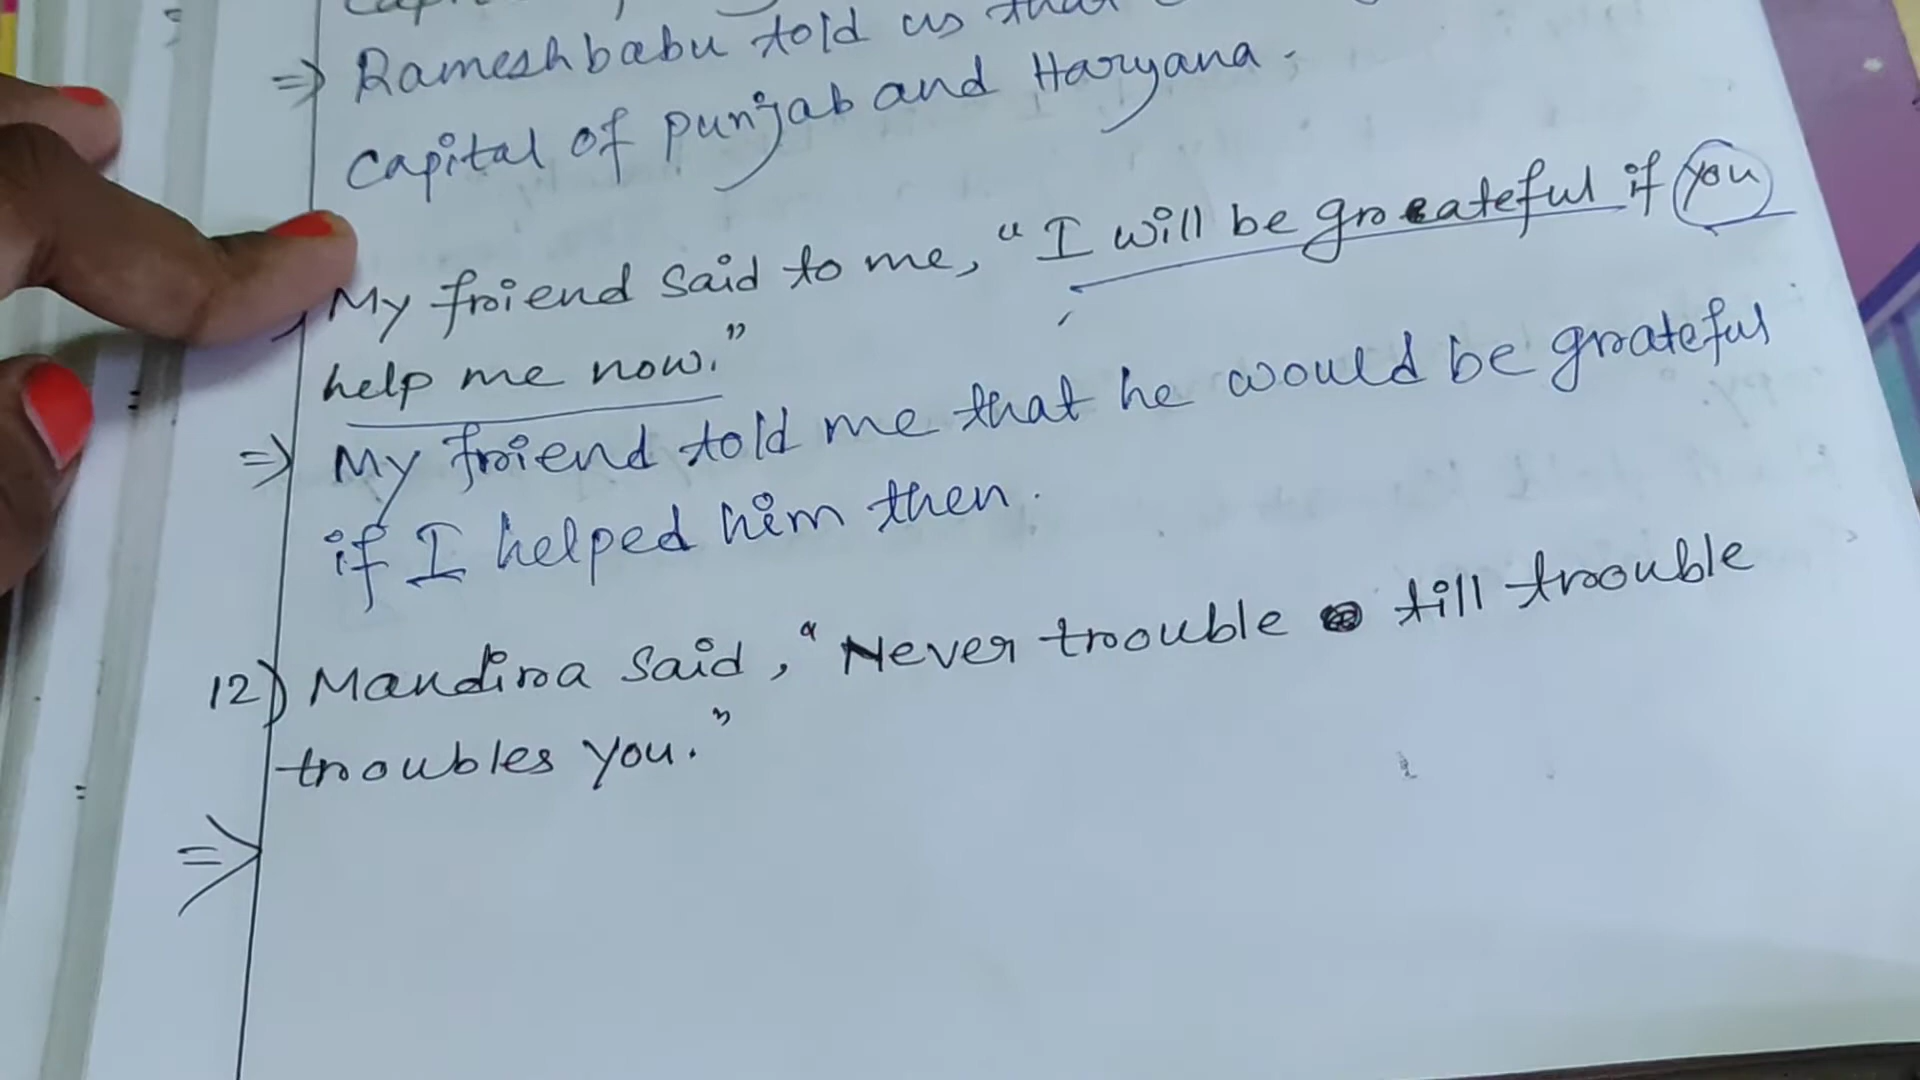 ⇒ Rameshbabu told us that
capital of punjab and Haryana.
My friend said to me, "I will be greateful if you
help me now."
⇒ My friend told me that he would be grateful
if I helped him then.
12) Mandira said, "Never trouble till trouble
troubles you."
⇒